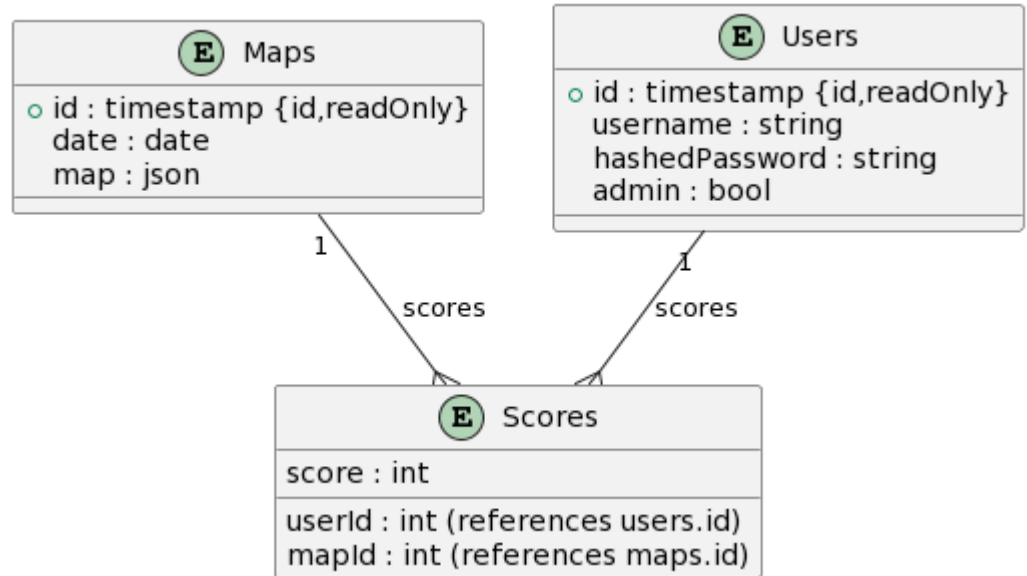 E Maps
id : timestamp {id,readOnly}
date : date
map : json
E Users
id : timestamp {id,readOnly}
username : string
hashedPassword : string
admin : bool
1
scores
1
scores
E Scores
score : int
userId : int (references users.id)
mapId : int (references maps.id)